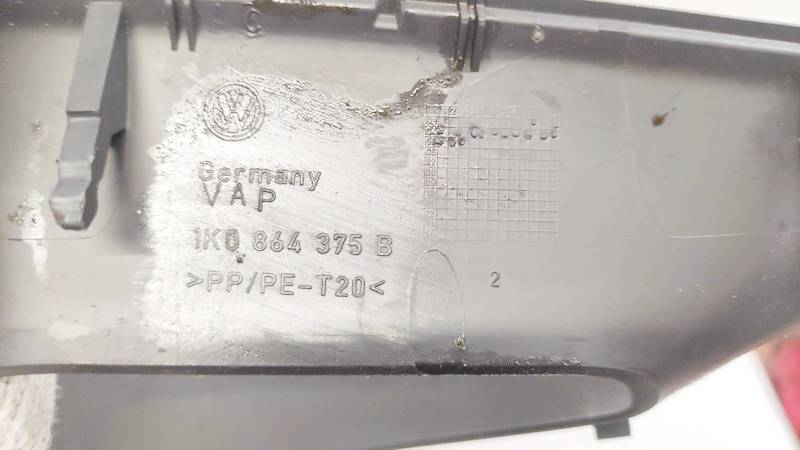 Germany
VAP
1K0 864 375 B
>PP/PE-T20<
2